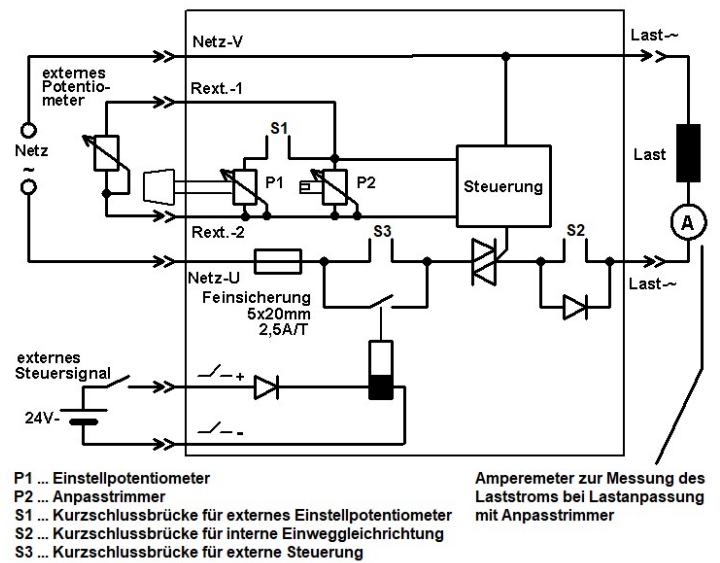 Netz-V
Last-~
externes
Potentio-
meter
Rext.-1
S1
Netz
~
P1
P2
Steuerung
Last
A
Rext.-2
S3
S2
Netz-U
Last-~
Feinsicherung
5x20mm
2,5A/T
externes
Steuersignal
+
24V-
-
P1 ... Einstellpotentiometer
P2 ... Anpasstrimmer
S1 ... Kurzschlussbrücke für externes Einstellpotentiometer
S2 ... Kurzschlussbrücke für interne Einweggleichrichtung
S3 ... Kurzschlussbrücke für externe Steuerung
Amperemeter zur Messung des
Laststroms bei Lastanpassung
mit Anpasstrimmer